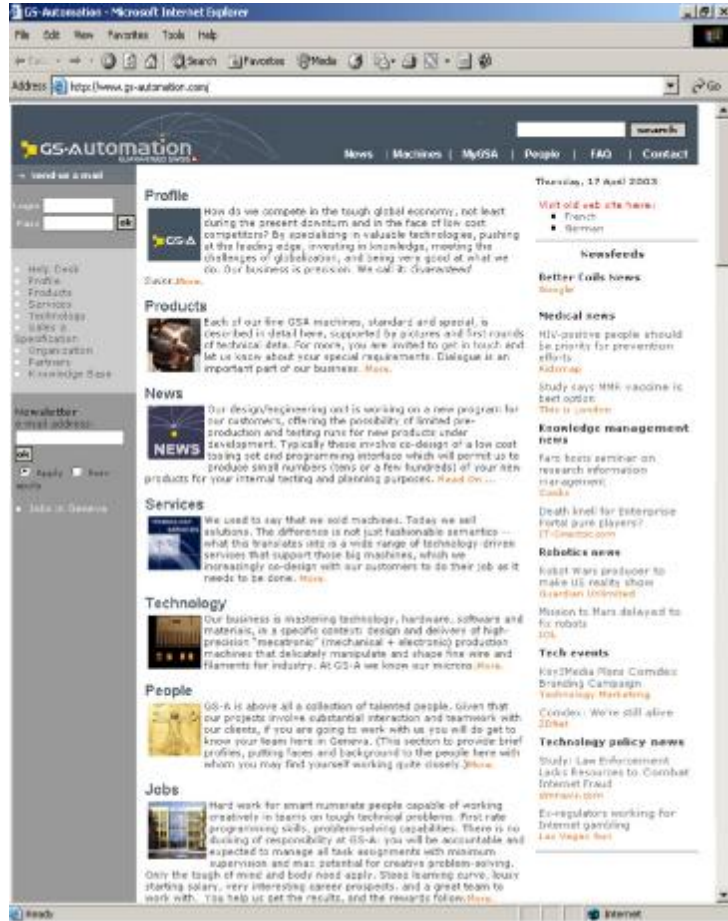 GS-Automation - Microsoft Internet Explorer
File Edit View Favorites Tools Help
Search Favorites Media
Address http://www.gs-automation.com/ Go
search
GS-Automation
News | Machines | MyGSA | People | FAQ | Contact
send us a mail
Login
Pass ok
Help Desk
Profile
Products
Services
Technology
Sales &
Specification
Organization
Partners
Knowledge Base
Newsletter
e-mail address:
ok
Apply
Jobs in Geneva
Profile
GS-A
How do we compete in the tough global economy, not least
during the present downturn and in the face of low cost
competitors? By specialising in valuable technologies, pushing
at the leading edge, investing in knowledge, meeting the
challenges of globalization, and being very good at what we
do. Our business is precision. We call it: Guaranteed
More.
Products
Each of our fine GSA machines, standard and special, is
described in detail here, supported by pictures and first rounds
of technical data. For more, you are invited to get in touch and
let us know about your special requirements. Dialogue is an
important part of our business. More.
News
NEWS
Our design/engineering unit is working on a new program for
our customers, offering the possibility of limited pre-
production and testing runs for new products under
development. Typically these involve co-design of a low cost
tooling set and programming interface which will permit us to
produce small numbers (tens or a few hundreds) of your new
products for your internal testing and planning purposes. Read On ...
Services
We used to say that we sold machines. Today we sell
solutions. The difference is not just fashionable semantics --
what this translates into is a wide range of technology-driven
services that support those big machines, which we
increasingly co-design with our customers to do their job as it
needs to be done. More.
Technology
Our business is mastering technology, hardware, software and
materials, in a specific context: design and delivery of high-
precision "mecatronic" (mechanical + electronic) production
machines that delicately manipulate and shape fine wire and
filaments for industry. At GS-A we know our microns. More.
People
GS-A is above all a collection of talented people. Given that
our projects involve substantial interaction and teamwork with
our clients, if you are going to work with us you will do get to
know your team here in Geneva. (This section to provide brief
profiles, putting faces and background to the people here with
whom you may find yourself working quite closely.) More.
Jobs
Hard work for smart numerate people capable of working
creatively in teams on tough technical problems. First rate
programming skills, problem-solving capabilities. There is no
ducking of responsibility at GS-A: you will be accountable and
expected to manage all task assignments with minimum
supervision and max potential for creative problem-solving.
Only the tough of mind and body need apply. Steep learning curve, lousy
starting salary, very interesting career prospects, and a great team to
work with. You help us get the results, and the rewards follow. More.
Thursday, 17 April 2003
Visit old web site here:
French
German
Newsfeeds
Better Coils News
Google
Medical news
HIV-positive people should
be priority for prevention
efforts
Kidsmap
Study says MMR vaccine is
best option
This is London
Knowledge management
news
hosts seminar on
research information
management
Death knell for Enterprise
Portal pure players?
IT-Director.com
Robotics news
Robot Wars producer to
make US reality show
Guardian Unlimited
Mission to Mars delayed to
fix robots
IOL
Tech events
Key3Media Plans Comdex
Branding Campaign
Technology Marketing
Comdex: We're still alive
ZDNet
Technology policy news
Study: Law Enforcement
Lacks Resources to Combat
Internet Fraud
Ex-regulators working for
Internet gambling
Las Vegas Sun
Ready Internet